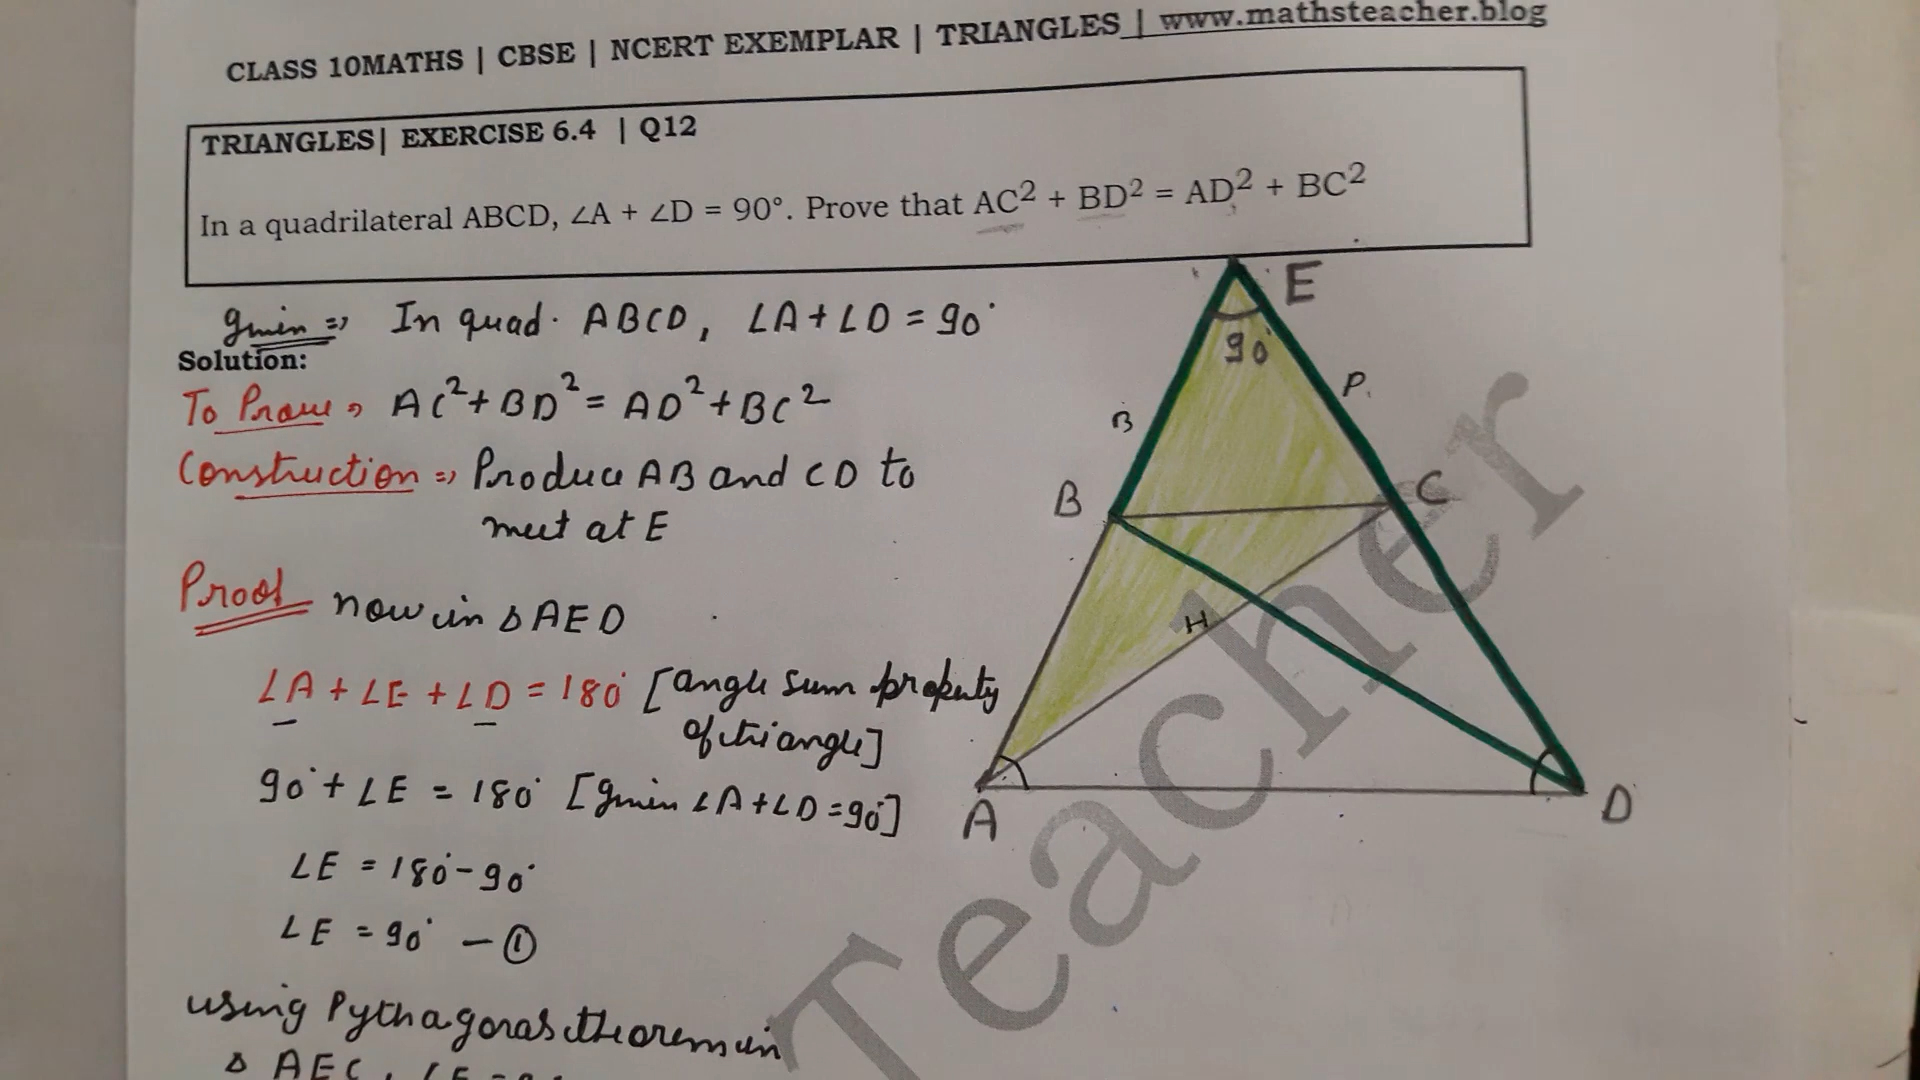 CLASS 10MATHS | CBSE | NCERT EXEMPLAR | TRIANGLES | www.mathsteacher.blog
TRIANGLES| EXERCISE 6.4 | Q12
In a quadrilateral ABCD, ∠A + ∠D = 90°. Prove that AC² + BD² = AD² + BC²
given ⇒ In quad. ABCD, ∠A + ∠D = 90°
Solution:
To Prove ⇒ AC² + BD² = AD² + BC²
Construction ⇒ Produce AB and CD to
meet at E
Proof now in Δ AED
∠A + ∠E + ∠D = 180° [angle sum property
of triangle]
90° + ∠E = 180° [given ∠A + ∠D = 90°]
∠E = 180° - 90°
∠E = 90° — ①
using Pythagoras theorem in
Δ AEC,
E
90°
P.
B
B
C
H
A
D
Teacher